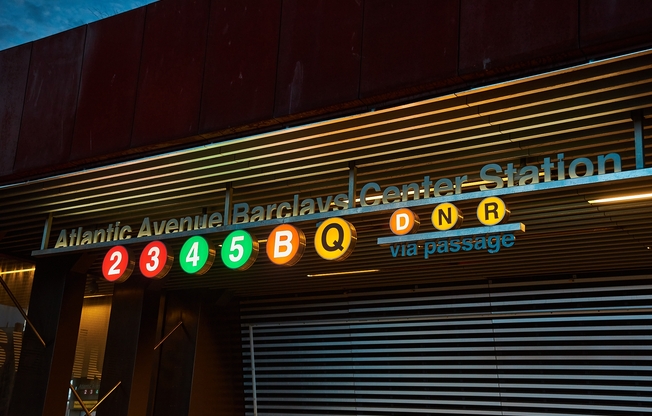 Atlantic Avenue Barclays Center Station
2 3 4 5 B Q D N R
via passage